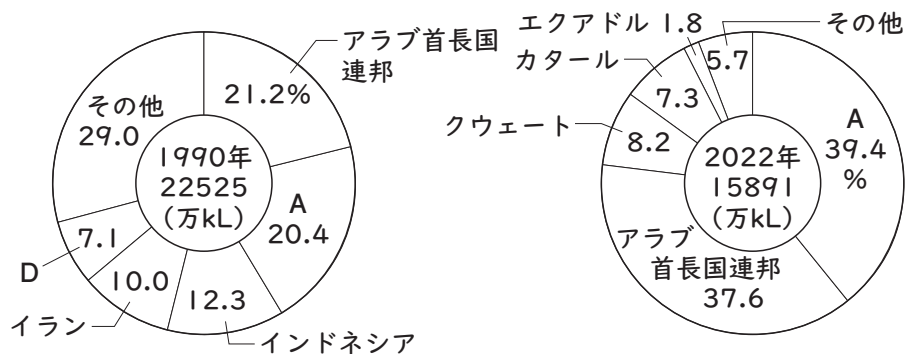 アラブ首長国
連邦
21.2%
A
20.4
インドネシア
12.3
イラン
10.0
D
7.1
その他
29.0
1990年
22525
(万kL)
A
39.4
%
アラブ
首長国連邦
37.6
クウェート
8.2
カタール
7.3
エクアドル 1.8
その他
5.7
2022年
15891
(万kL)